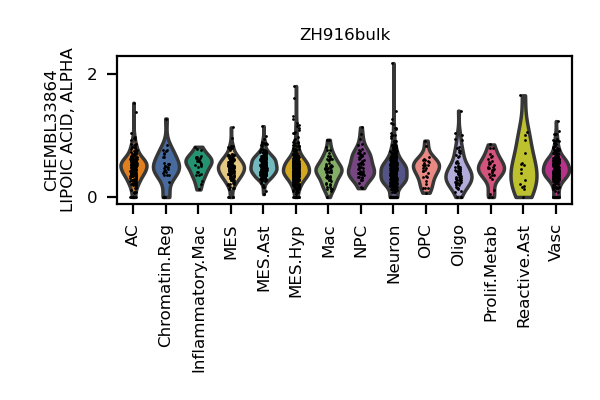 ZH916bulk
CHEMBL33864
LIPOIC ACID, ALPHA
2
0
AC
Chromatin.Reg
Inflammatory.Mac
MES
MES.Ast
MES.Hyp
Mac
NPC
Neuron
OPC
Oligo
Prolif.Metab
Reactive.Ast
Vasc